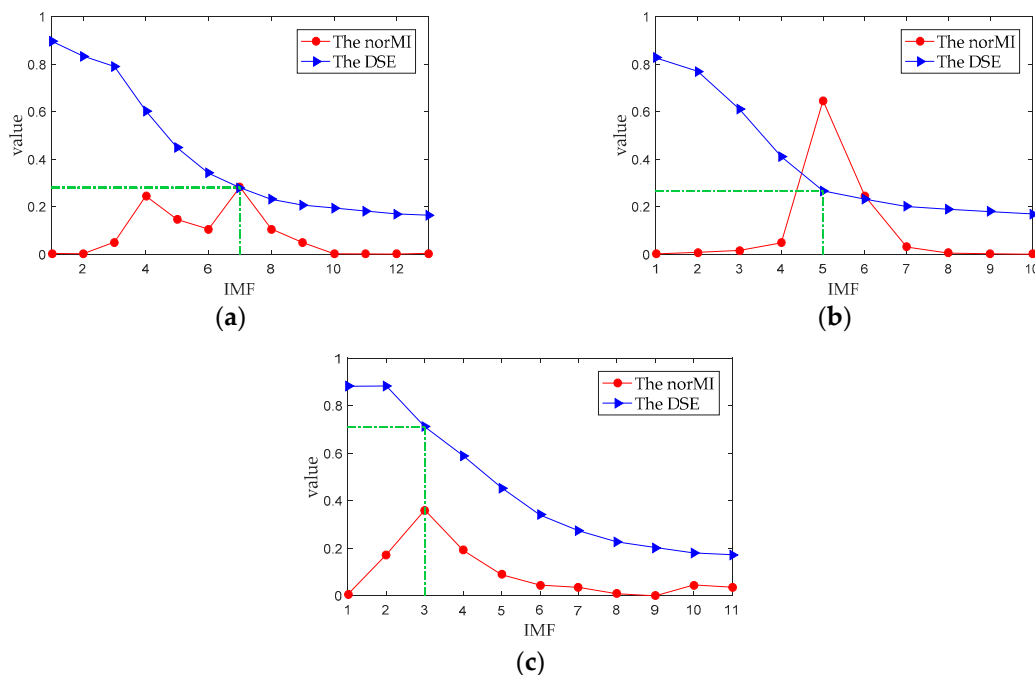 1
0.8
0.6
0.4
0.2
0
value
2 4 6 8 10 12
IMF
The norMI
The DSE
(a)
1
0.8
0.6
0.4
0.2
0
value
1 2 3 4 5 6 7 8 9 10
IMF
The norMI
The DSE
(b)
1
0.8
0.6
0.4
0.2
0
value
1 2 3 4 5 6 7 8 9 10 11
IMF
The norMI
The DSE
(c)